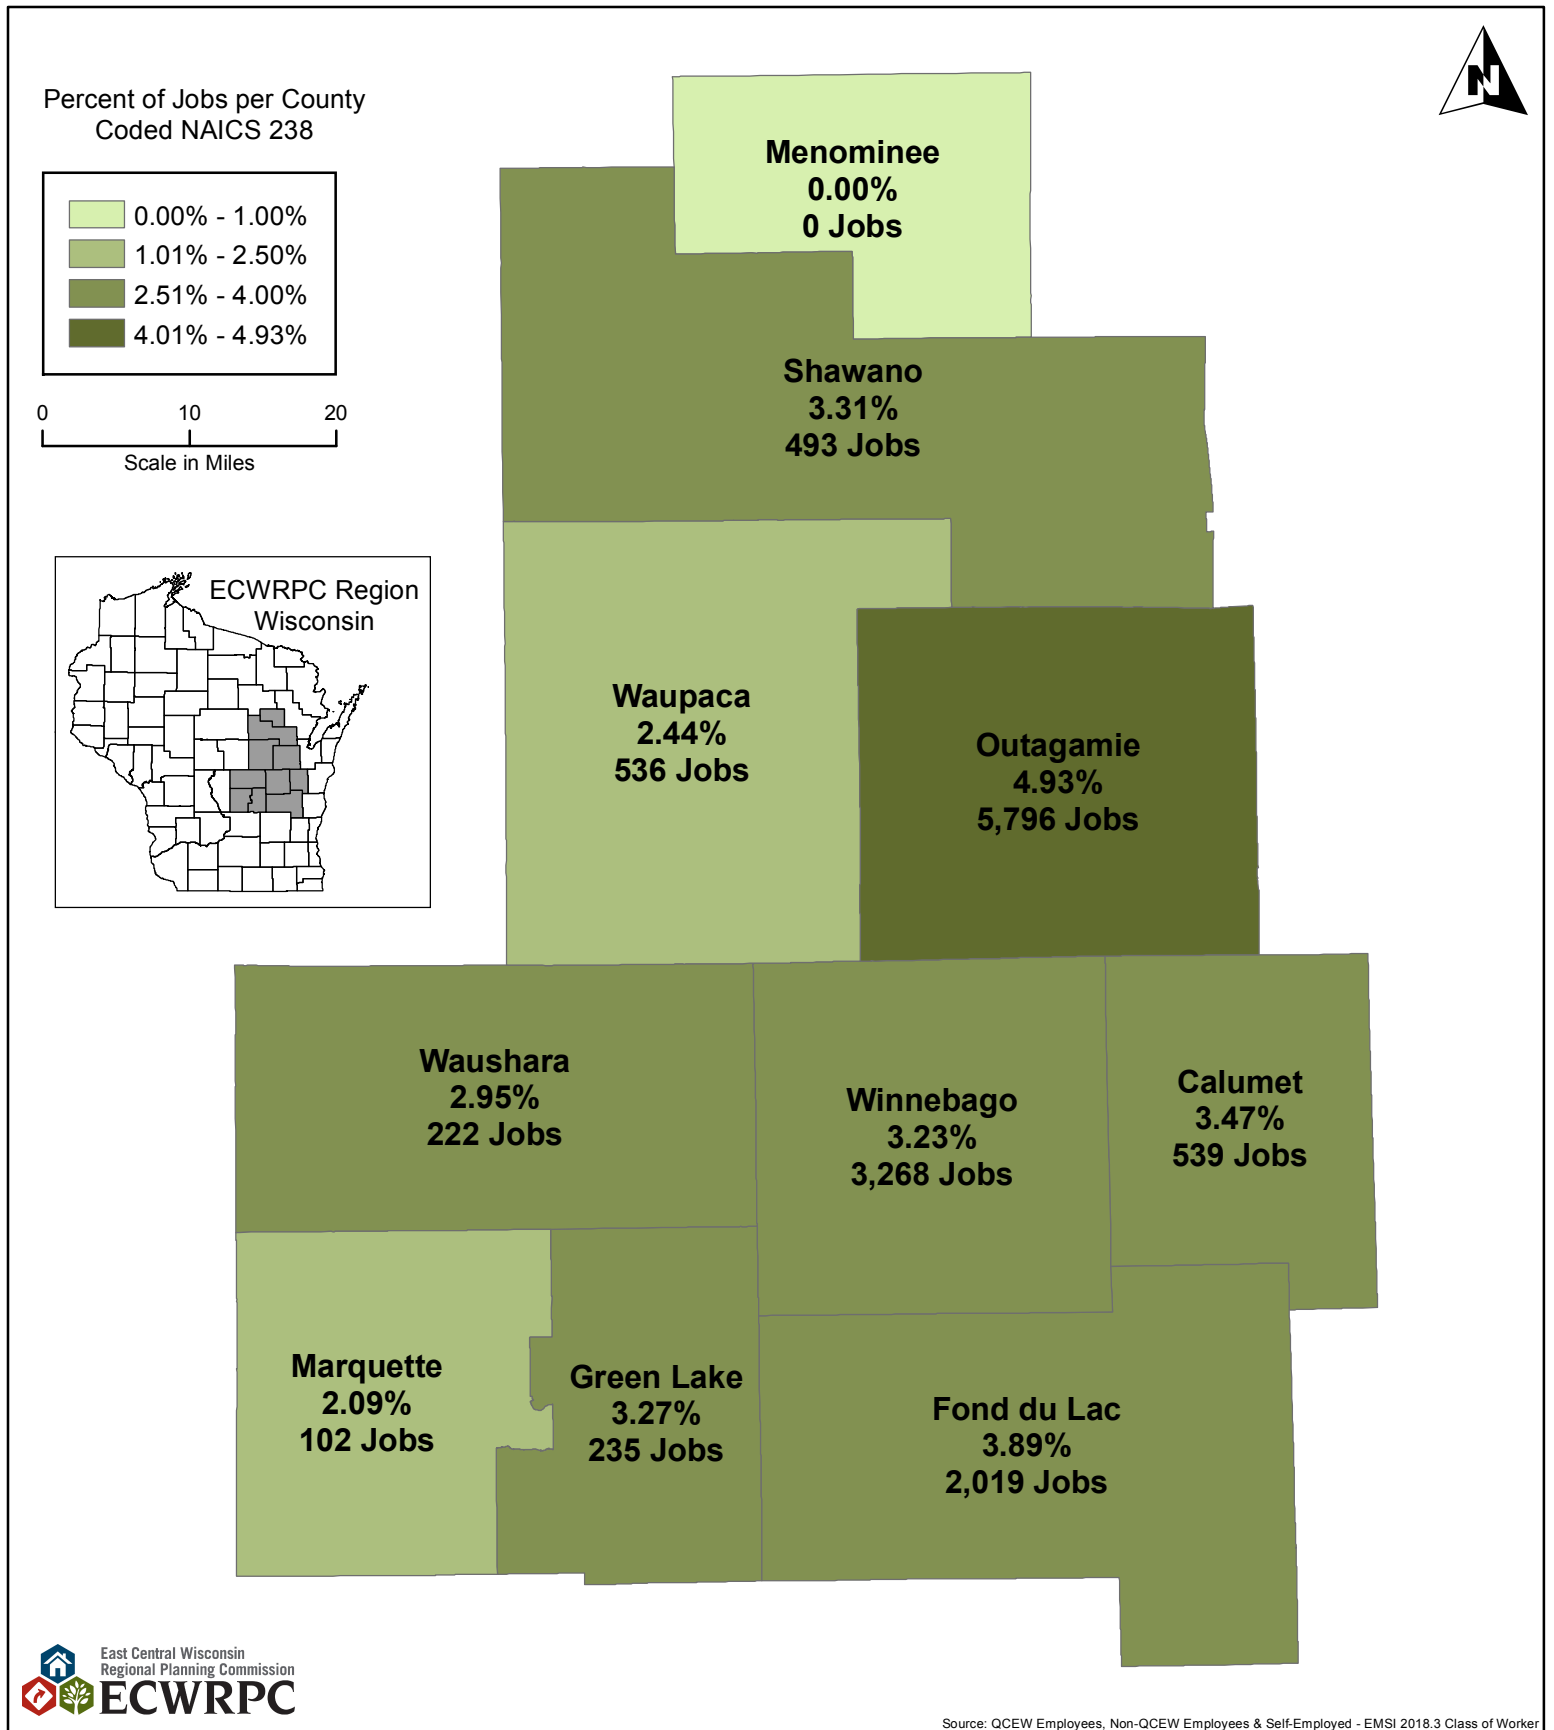 Percent of Jobs per County
Coded NAICS 238
0.00% - 1.00%
1.01% - 2.50%
2.51% - 4.00%
4.01% - 4.93%
0 10 20
Scale in Miles
N
ECWRPC Region
Wisconsin
Menominee
0.00%
0 Jobs
Shawano
3.31%
493 Jobs
Waupaca
2.44%
536 Jobs
Outagamie
4.93%
5,796 Jobs
Waushara
2.95%
222 Jobs
Winnebago
3.23%
3,268 Jobs
Calumet
3.47%
539 Jobs
Marquette
2.09%
102 Jobs
Green Lake
3.27%
235 Jobs
Fond du Lac
3.89%
2,019 Jobs
East Central Wisconsin
Regional Planning Commission
ECWRPC
Source: QCEW Employees, Non-QCEW Employees & Self-Employed - EMSI 2018.3 Class of Worker